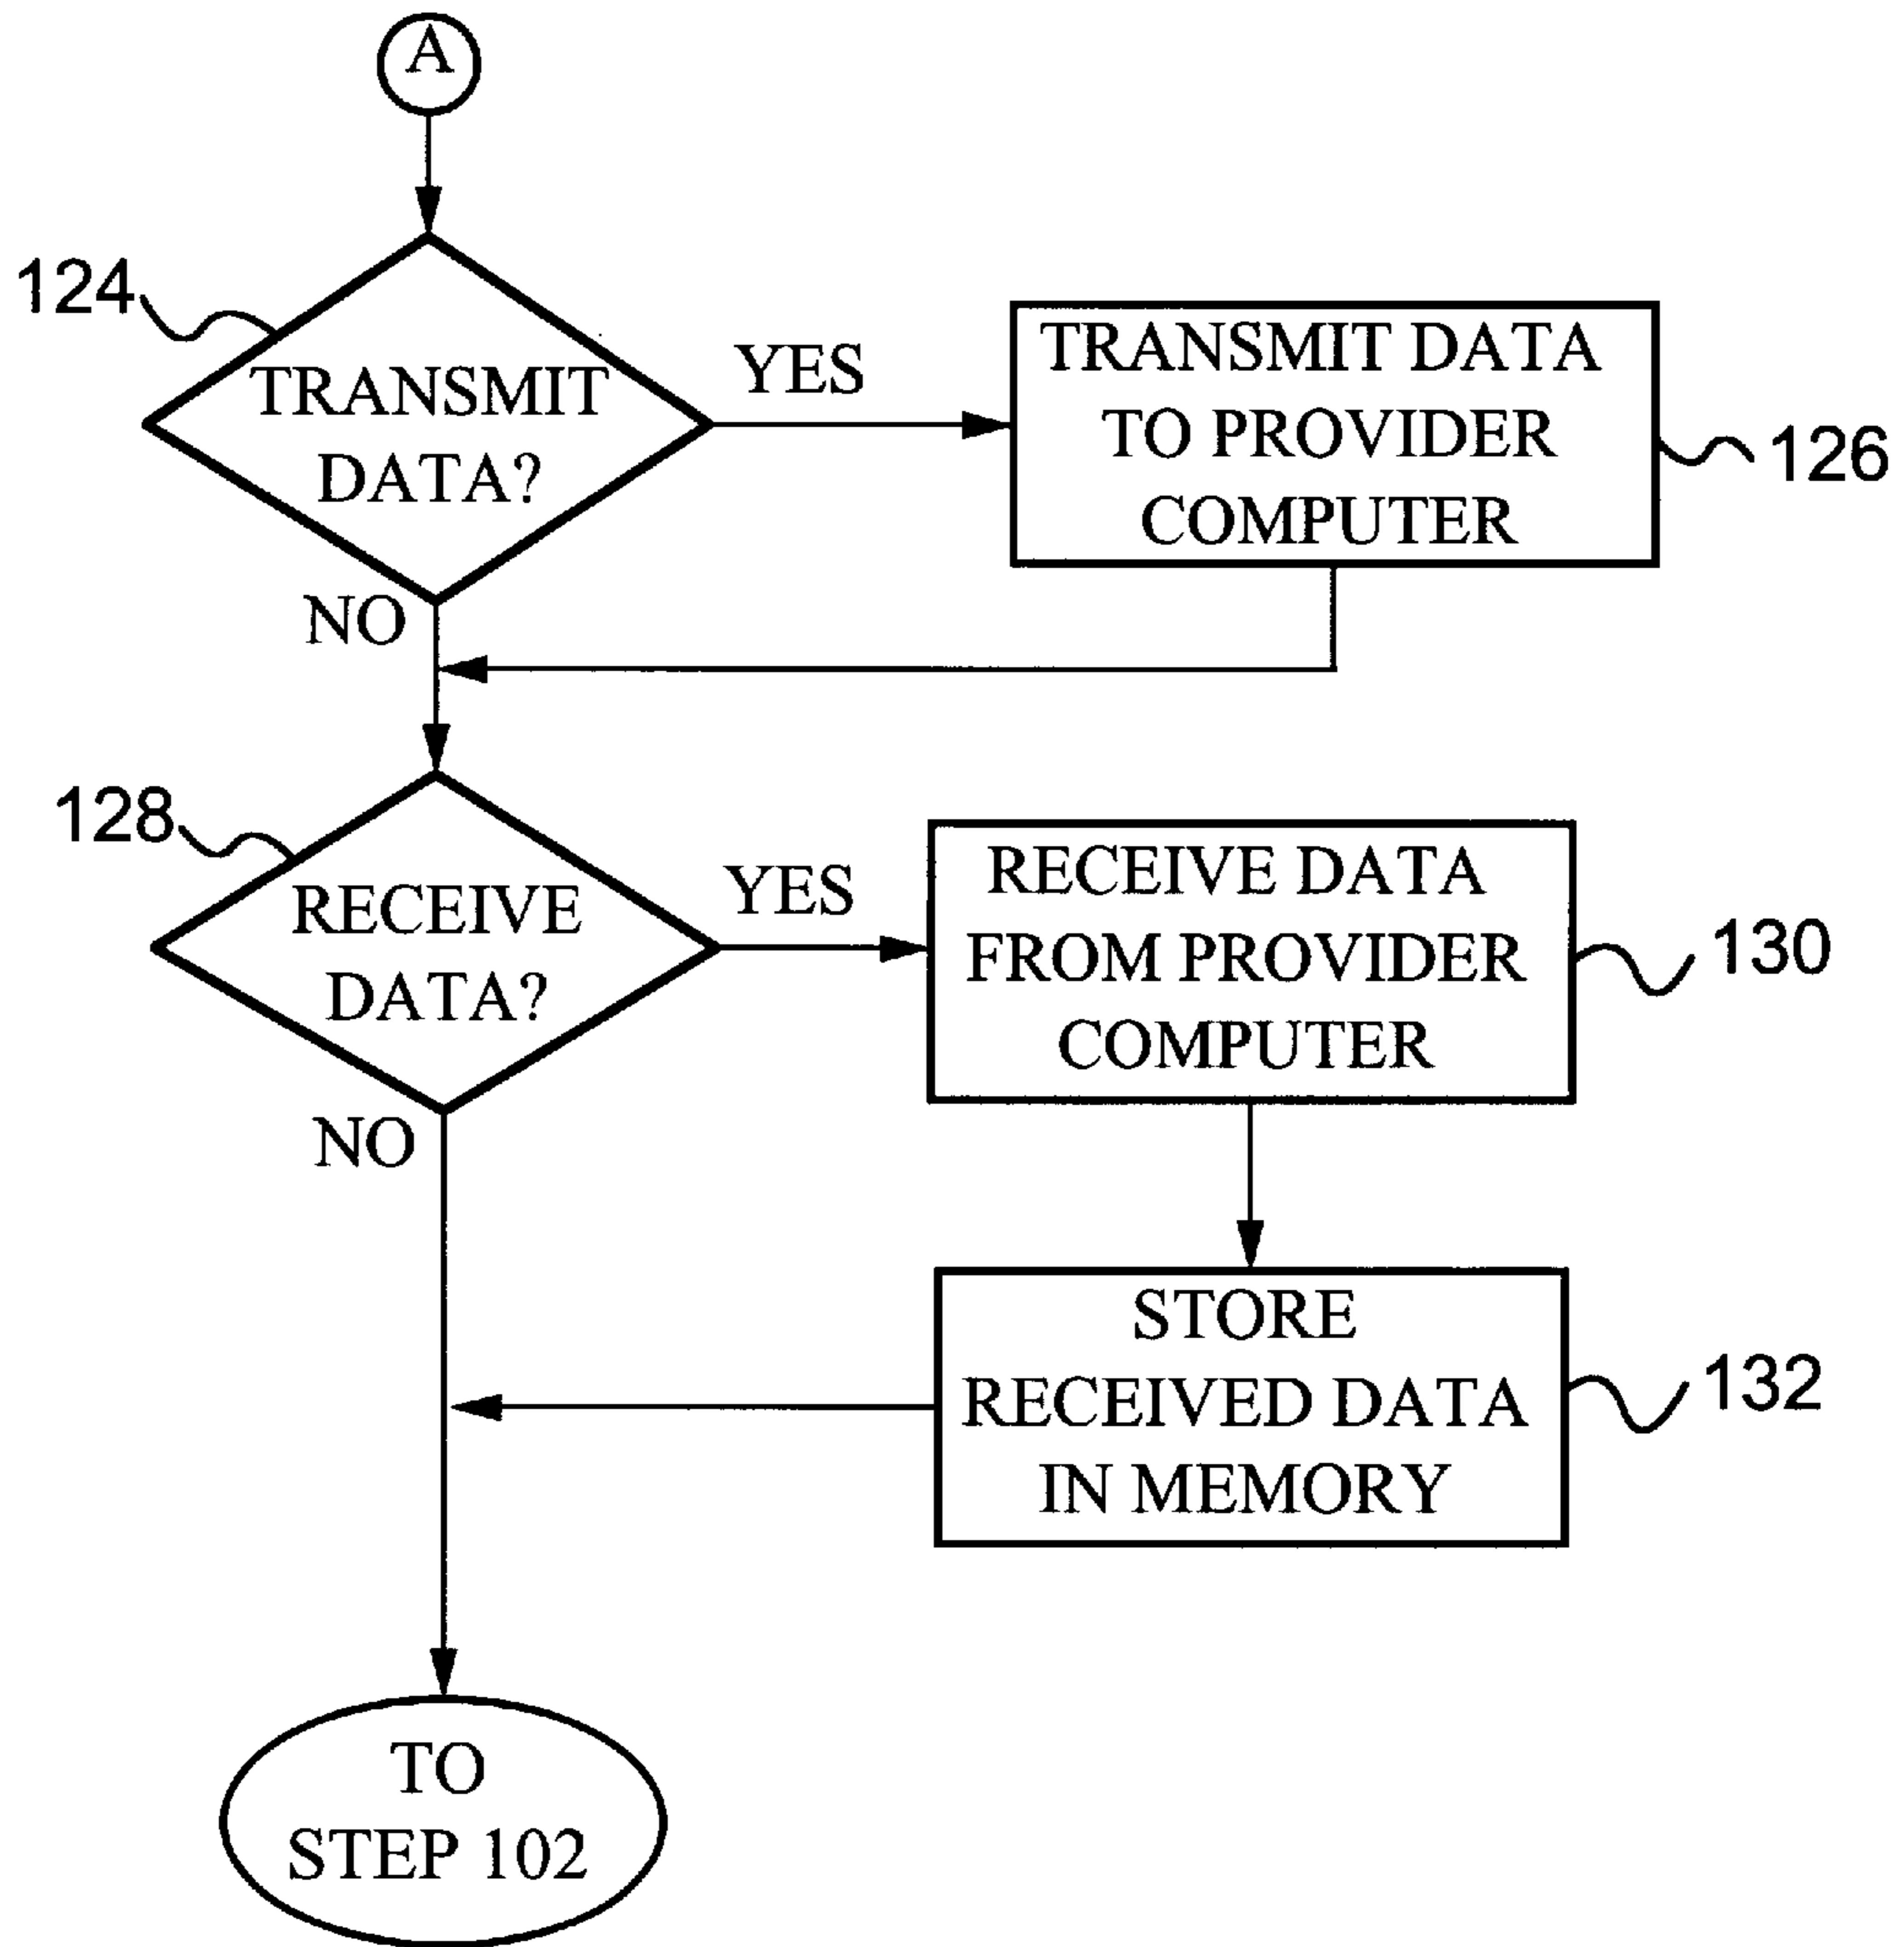 A
124
TRANSMIT
DATA?
YES
TRANSMIT DATA
TO PROVIDER
COMPUTER
126
NO
128
RECEIVE
DATA?
YES
RECEIVE DATA
FROM PROVIDER
COMPUTER
130
NO
STORE
RECEIVED DATA
IN MEMORY
132
TO
STEP 102